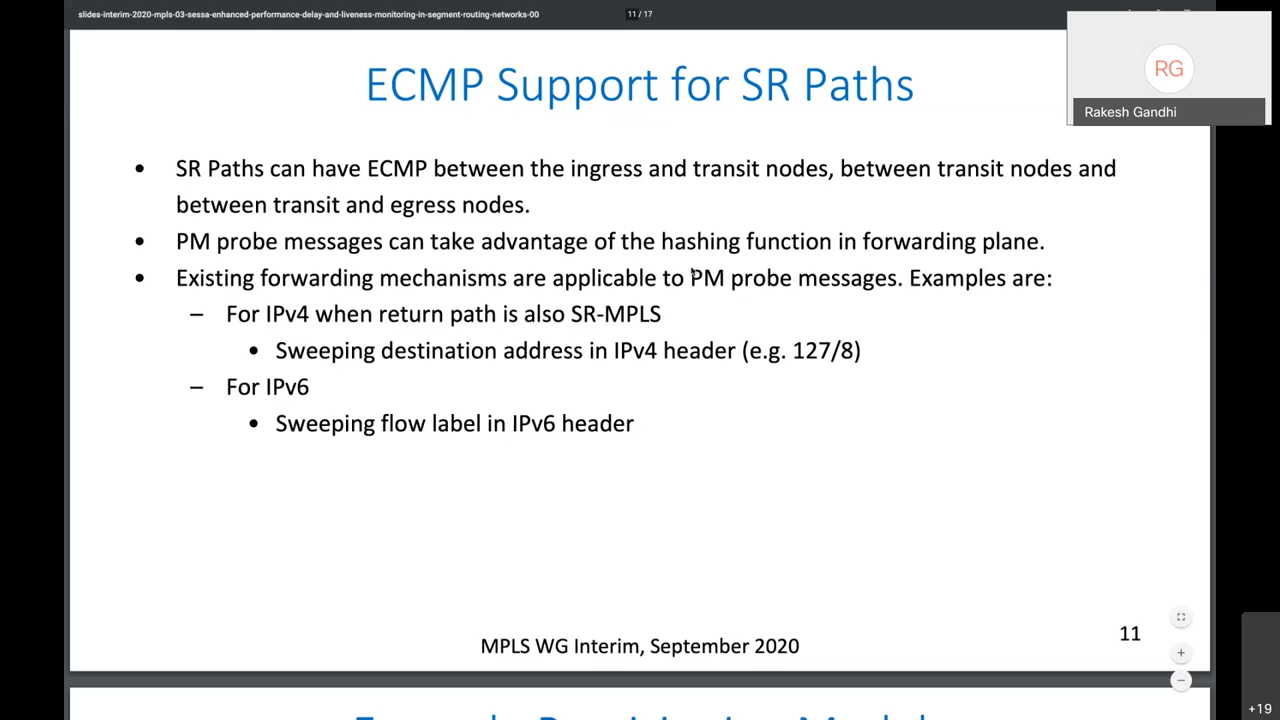 slides-interim-2020-mpls-03-sessa-enhanced-performance-delay-and-liveness-monitoring-in-segment-routing-networks-00
11 / 17
RG
Rakesh Gandhi
ECMP Support for SR Paths
• SR Paths can have ECMP between the ingress and transit nodes, between transit nodes and
between transit and egress nodes.
• PM probe messages can take advantage of the hashing function in forwarding plane.
• Existing forwarding mechanisms are applicable to PM probe messages. Examples are:
– For IPv4 when return path is also SR-MPLS
• Sweeping destination address in IPv4 header (e.g. 127/8)
– For IPv6
• Sweeping flow label in IPv6 header
MPLS WG Interim, September 2020
11
+19